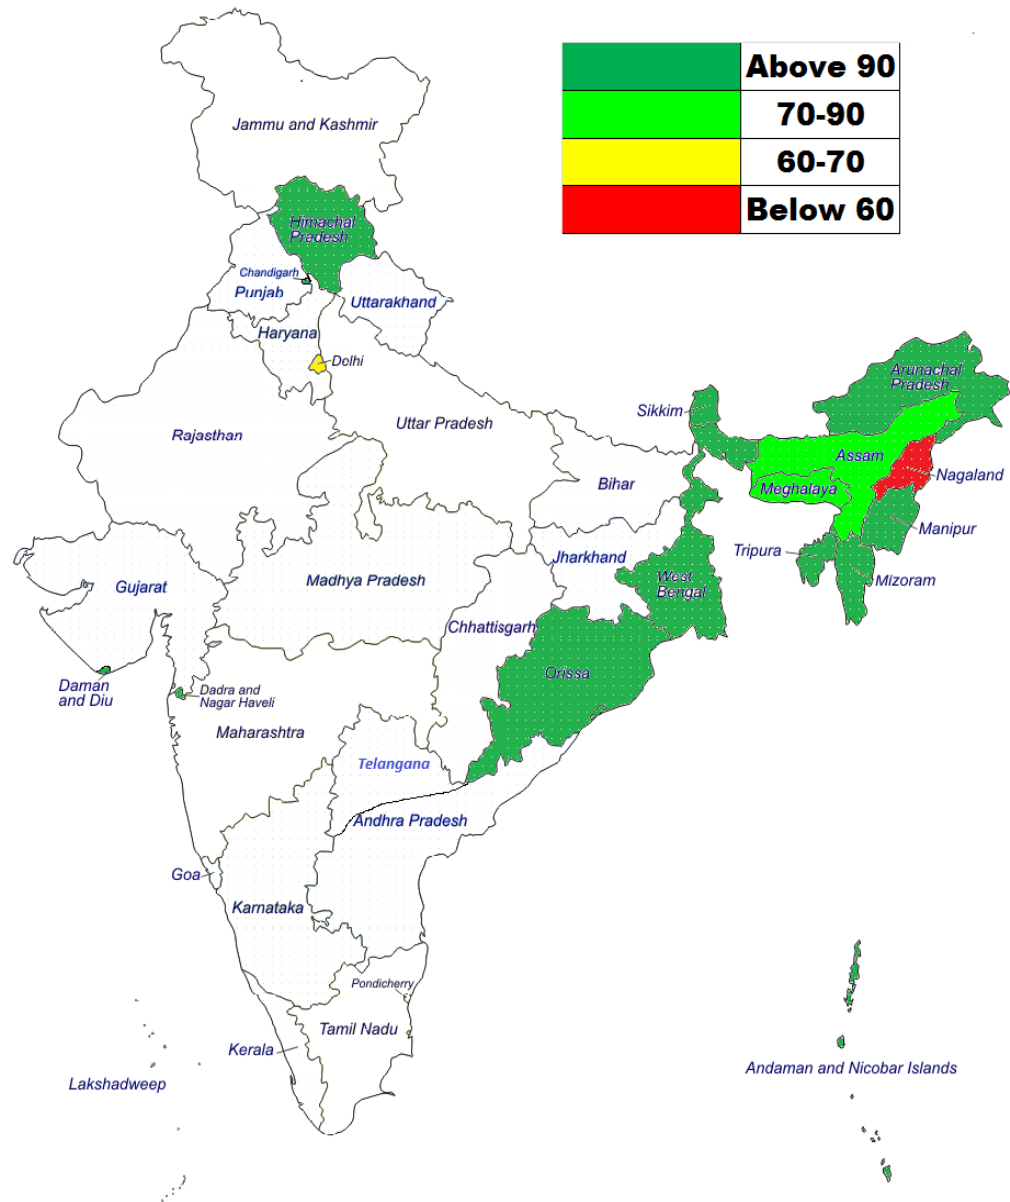 Above 90
70-90
60-70
Below 60
Jammu and Kashmir
Himachal
Pradesh
Chandigarh
Punjab
Uttarakhand
Haryana
Delhi
Arunachal
Pradesh
Sikkim
Uttar Pradesh
Rajasthan
Assam
Nagaland
Bihar
Meghalaya
Manipur
Tripura
Jharkhand
Mizoram
Madhya Pradesh
Gujarat
West
Bengal
Chhattisgarh
Orissa
Daman
and Diu
Dadra and
Nagar Haveli
Maharashtra
Telangana
Andhra Pradesh
Goa
Karnataka
Pondicherry
Tamil Nadu
Kerala
Lakshadweep
Andaman and Nicobar Islands